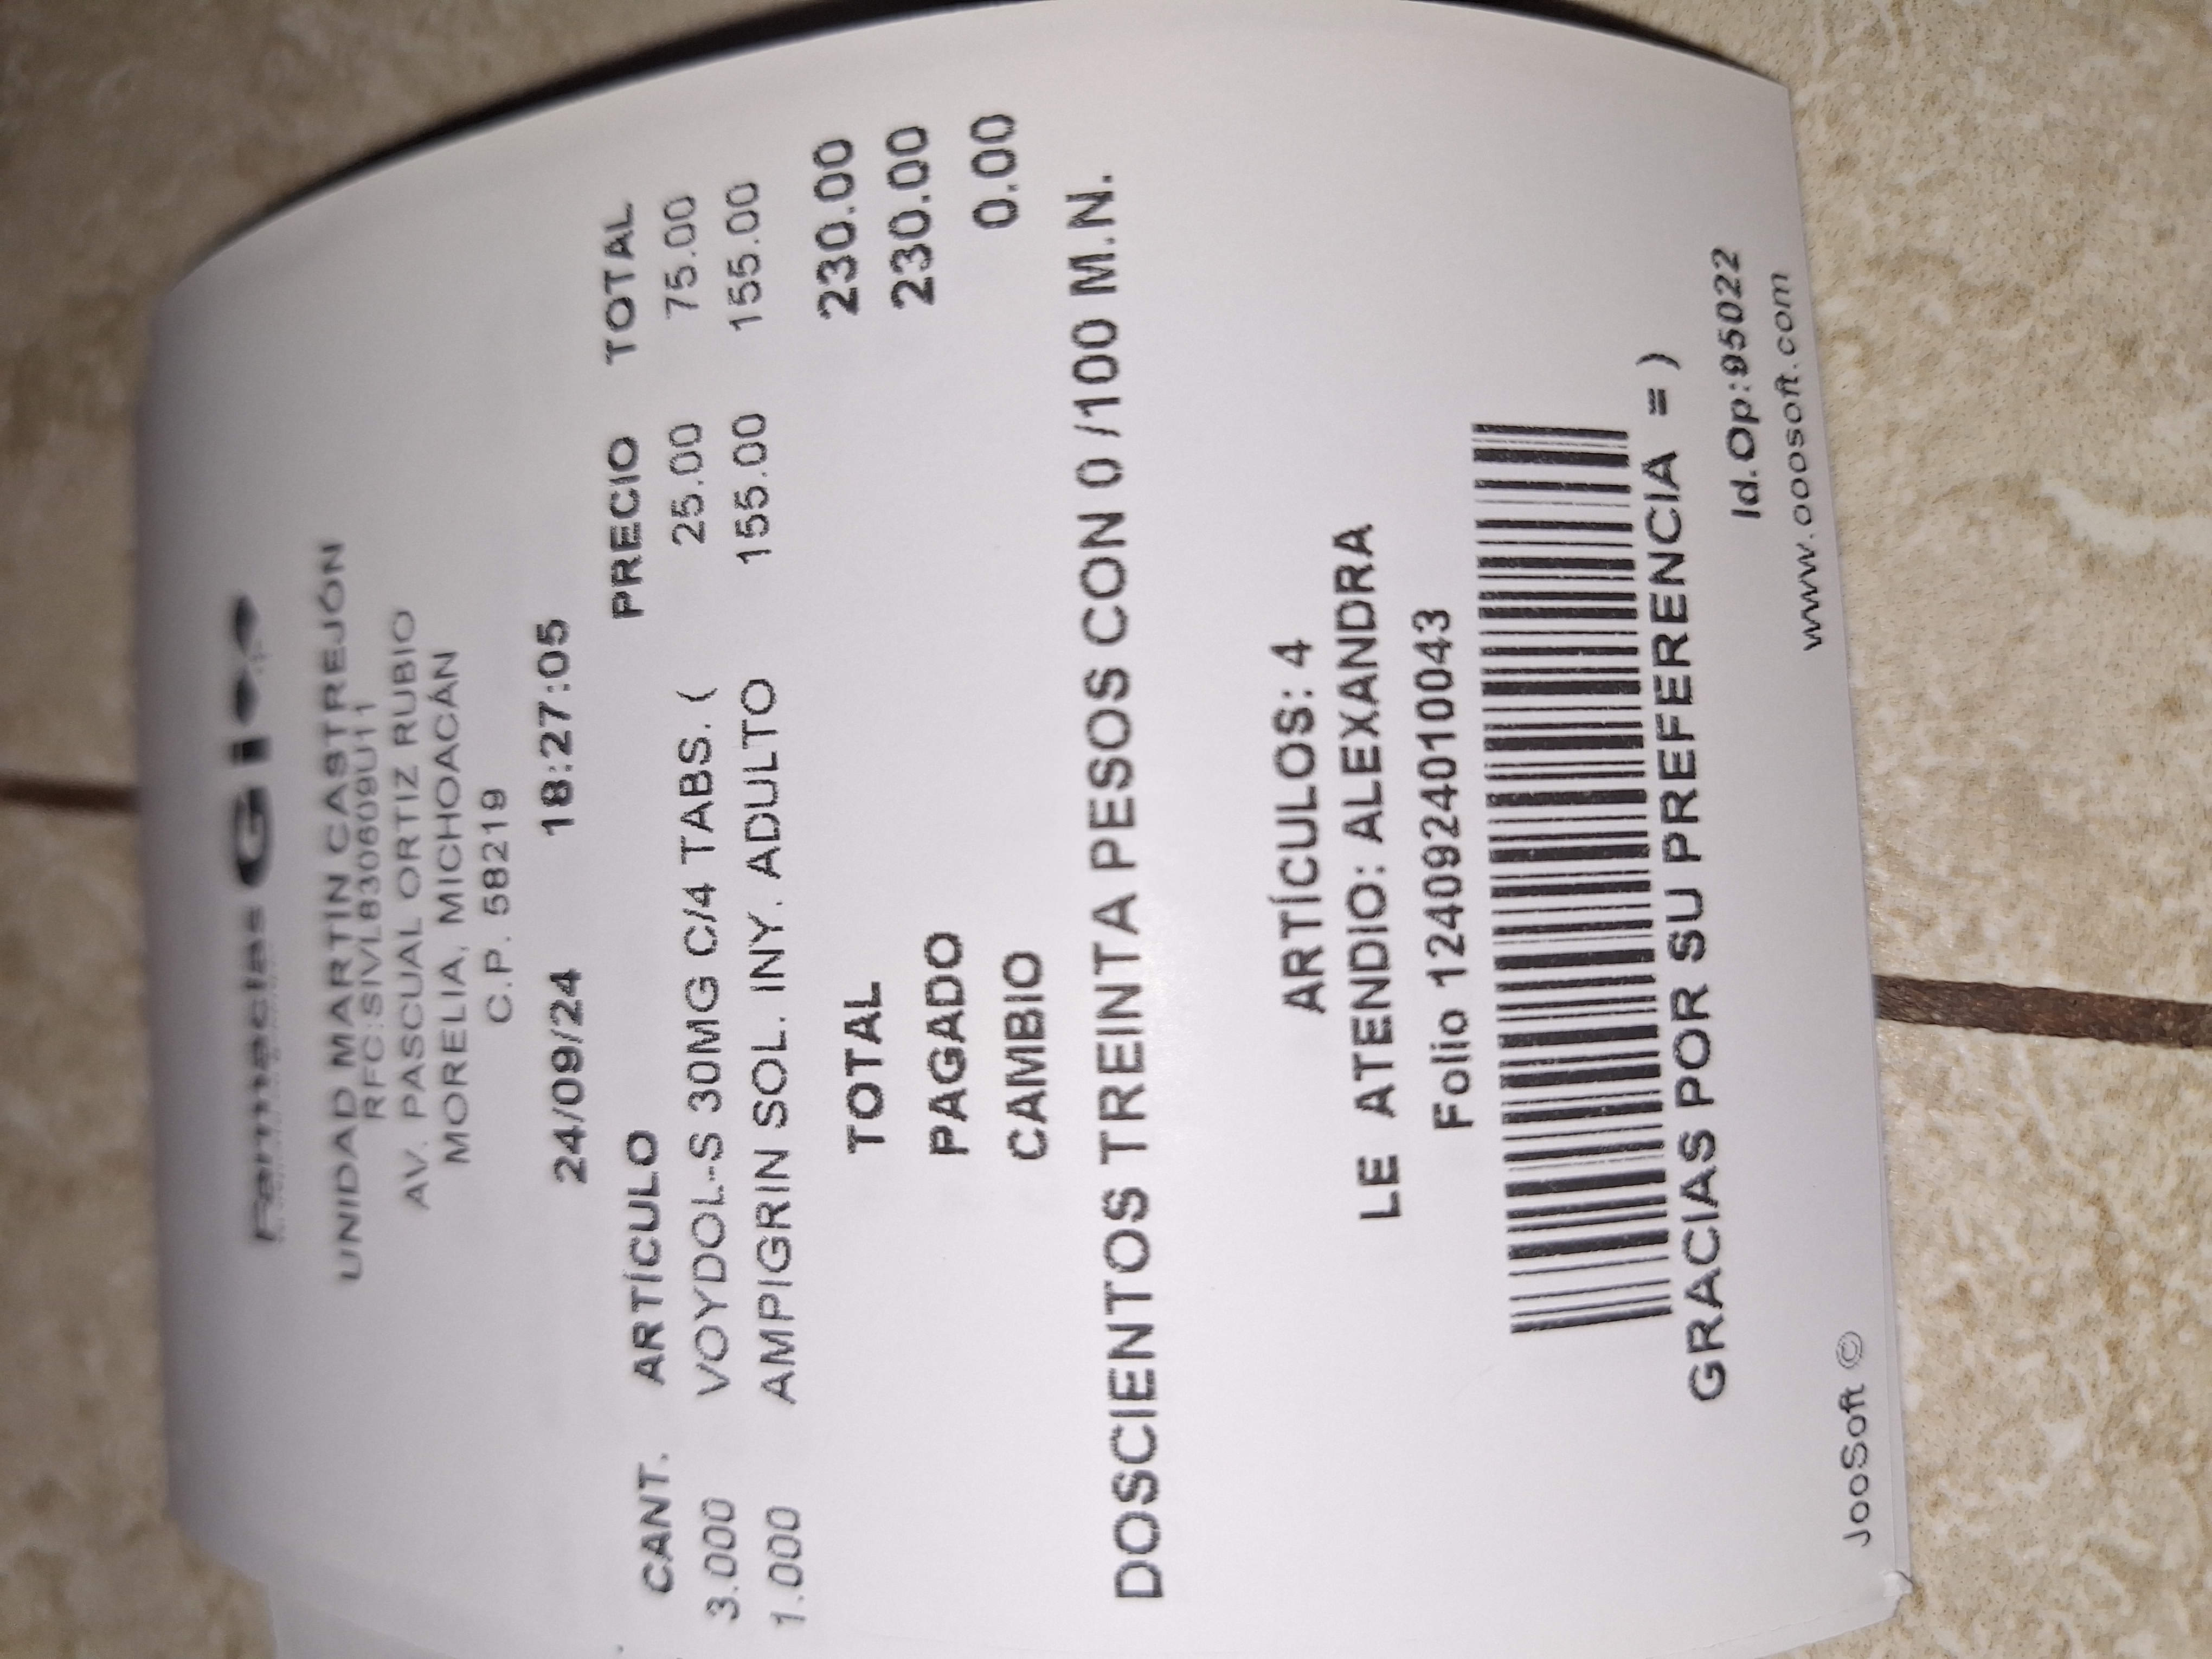 Farmacias Gi
UNIDAD MARTÍN CASTREJÓN
AV. PASCUAL ORTIZ RUBIO
MORELIA, MICHOACÁN
C.P. 58219
24/09/24 18:27:05
CANT. ARTÍCULO PRECIO TOTAL
3.000 VOYDOL-S 30MG C/4 TABS. ( 25.00 75.00
1.000 AMPIGRIN SOL. INY. ADULTO 155.00 155.00
TOTAL 230.00
PAGADO 230.00
CAMBIO 0.00
DOSCIENTOS TREINTA PESOS CON 0 /100 M.N.
ARTÍCULOS: 4
LE ATENDIO: ALEXANDRA
Folio 12409240100​43
GRACIAS POR SU PREFERENCIA =)
Id.Op:95022
JooSoft © www.ooosoft.com